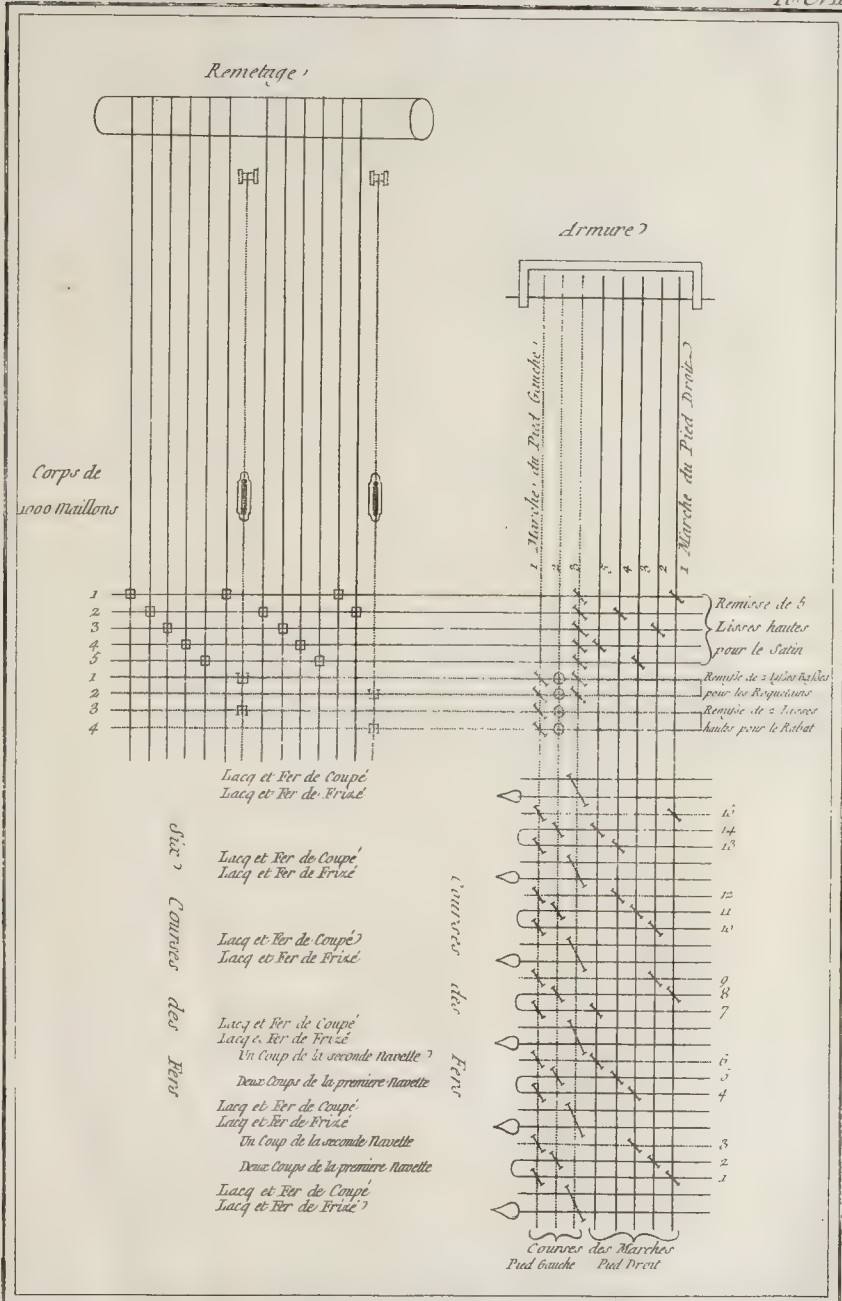 Remetage
Armure
Marche du Pied Gauche
Marche du Pied Droit
1 2 3 5 4 3 2 1
Corps de
1000 Maillons
1
2
3
4
5
1
2
3
4
Remisse de 5
Lisses hautes
pour le Satin
Remisse de 2 Lisses Basses
pour les Roquetins
Remisse de 2 Lisses
hautes pour le Rabat
Six Courses des Fers
Lacq et Fer de Coupé
Lacq et Fer de Frizé
Lacq et Fer de Coupé
Lacq et Fer de Frizé
Lacq et Fer de Coupé
Lacq et Fer de Frizé
Lacq et Fer de Coupé
Lacq et Fer de Frizé
Un Coup de la seconde Navette
Deux Coups de la premiere Navette
Lacq et Fer de Coupé
Lacq et Fer de Frizé
Un Coup de la seconde Navette
Deux Coups de la premiere Navette
Lacq et Fer de Coupé
Lacq et Fer de Frizé
Courses des Fers
15
14
13
12
11
10
9
8
7
6
5
4
3
2
1
Courses des Marches
Pied Gauche Pied Droit